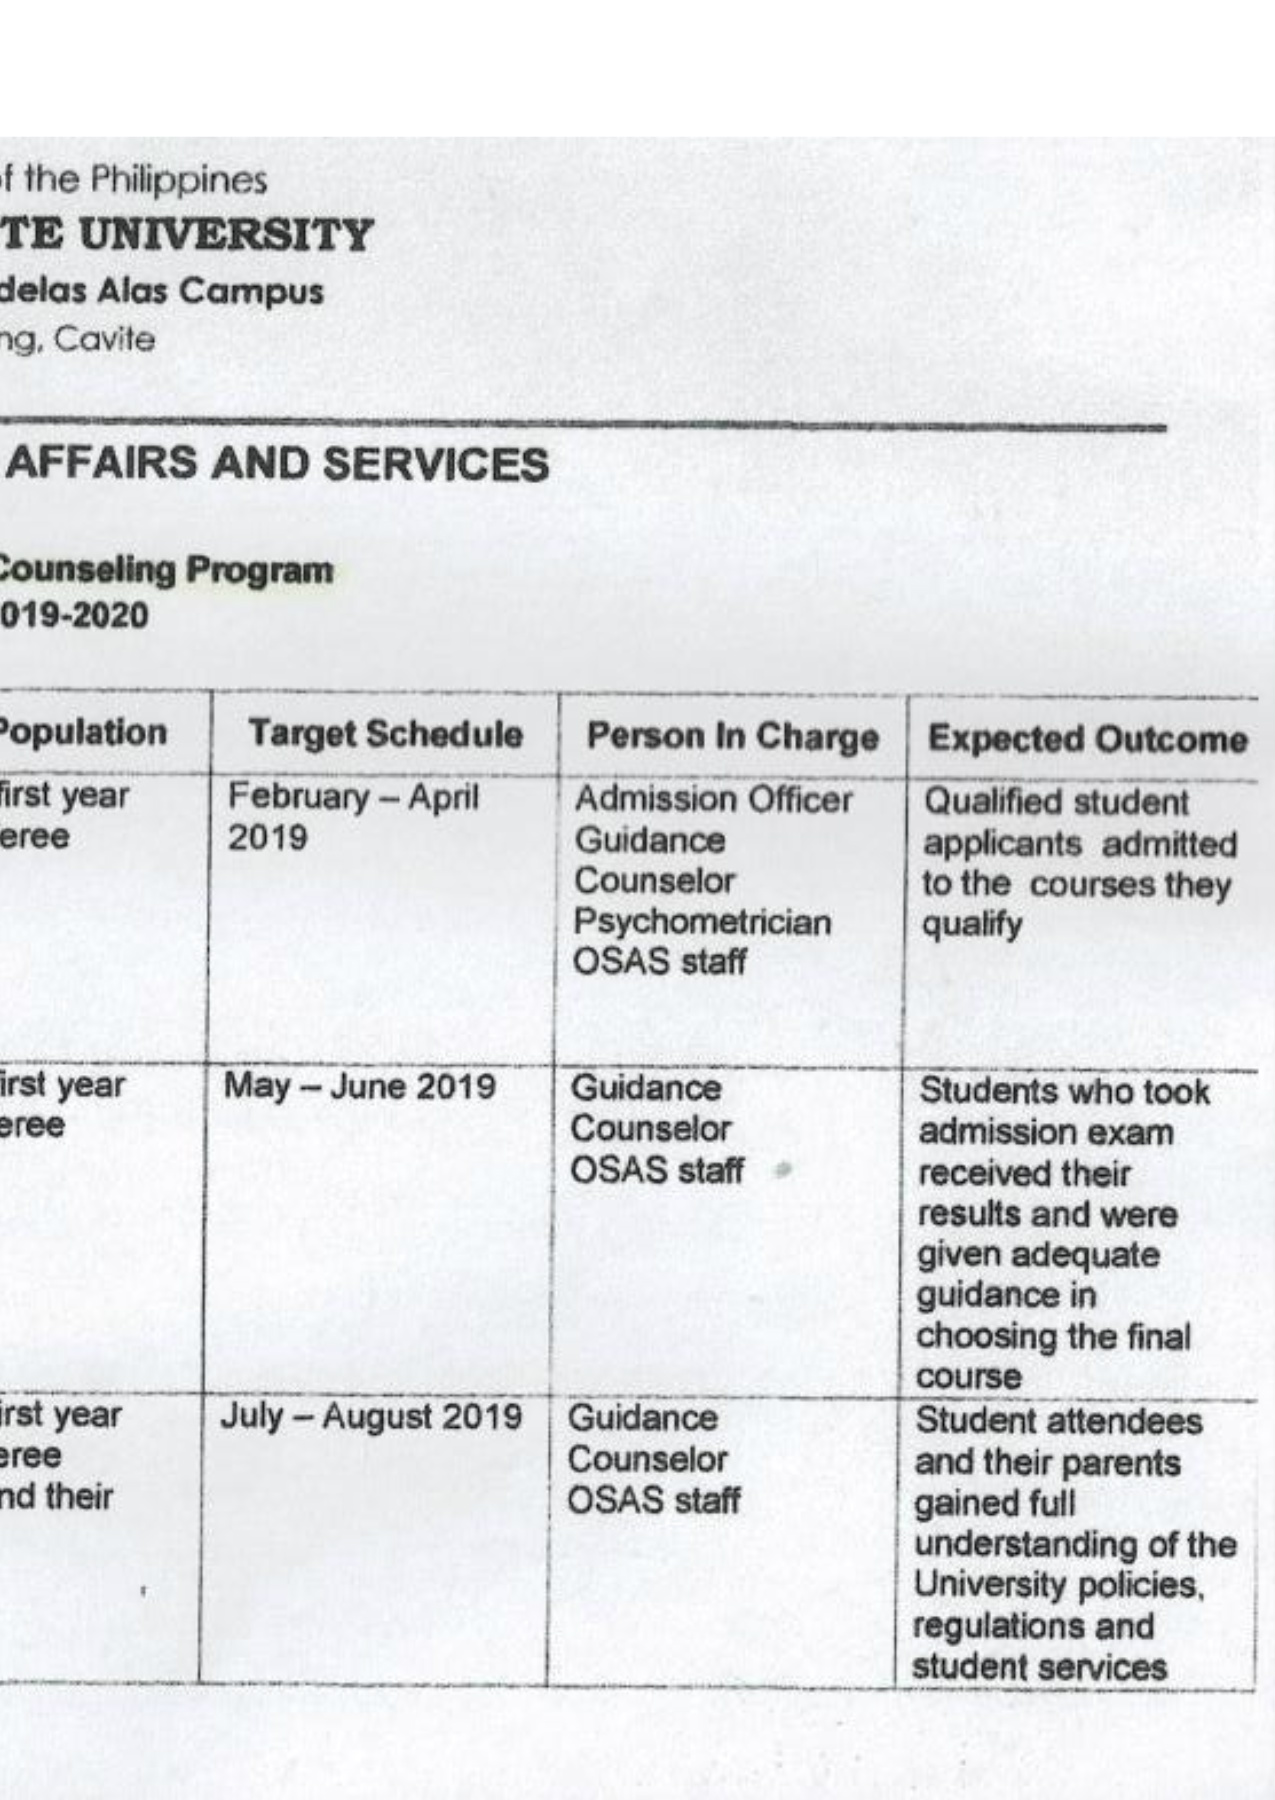 of the Philippines
TE UNIVERSITY
delas Alas Campus
ng, Cavite
AFFAIRS AND SERVICES
Counseling Program
019-2020
Population
Target Schedule
Person In Charge
Expected Outcome
first year
eree
February – April
2019
Admission Officer
Guidance
Counselor
Psychometrician
OSAS staff
Qualified student
applicants admitted
to the courses they
qualify
first year
eree
May – June 2019
Guidance
Counselor
OSAS staff
Students who took
admission exam
received their
results and were
given adequate
guidance in
choosing the final
course
first year
eree
nd their
July – August 2019
Guidance
Counselor
OSAS staff
Student attendees
and their parents
gained full
understanding of the
University policies,
regulations and
student services